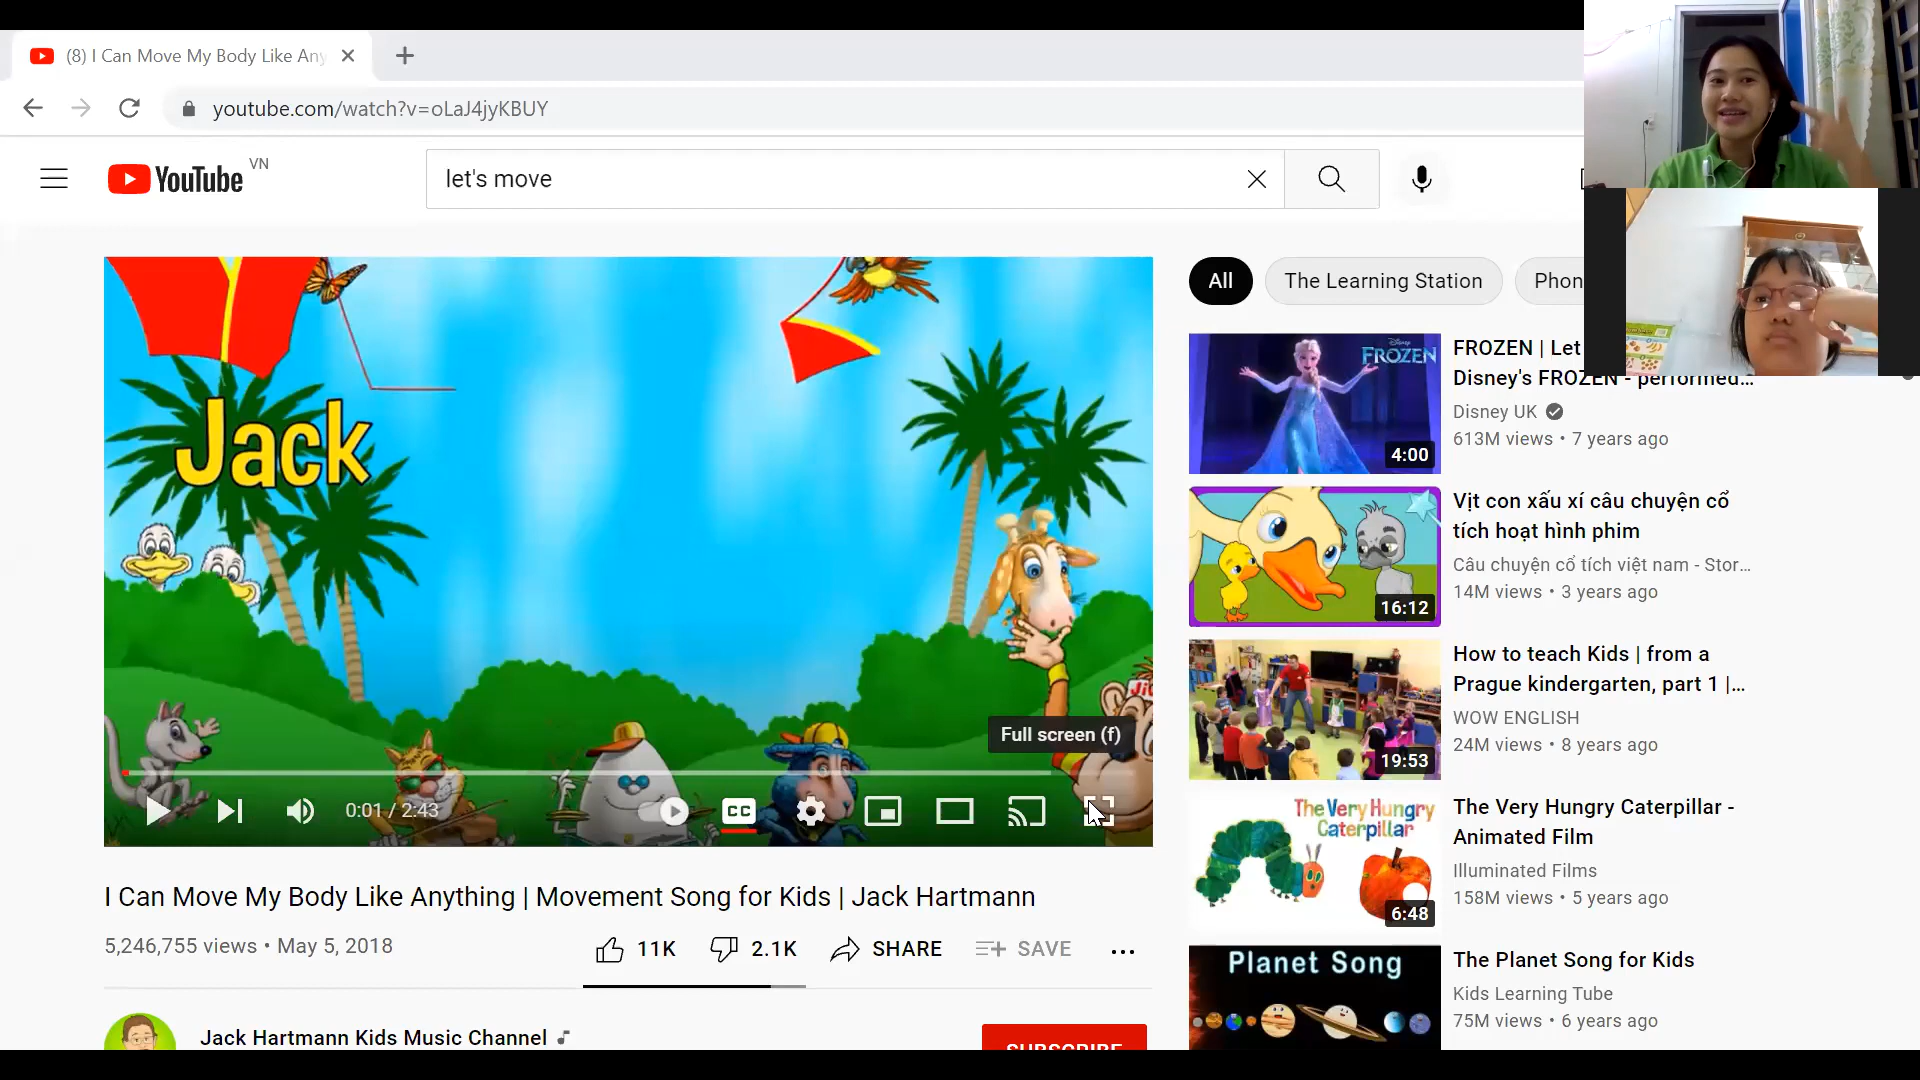 (8) I Can Move My Body Like Any
youtube.com/watch?v=oLaJ4jyKBUY
YouTube VN
let's move
Jack
Full screen (f)
0:01 / 2:43
CC
I Can Move My Body Like Anything | Movement Song for Kids | Jack Hartmann
5,246,755 views • May 5, 2018
11K
2.1K
SHARE
SAVE
Jack Hartmann Kids Music Channel
SUBSCRIBE
All
The Learning Station
Phon
Disney
FROZEN
4:00
FROZEN | Let
Disney's FROZEN - performed...
Disney UK
613M views • 7 years ago
16:12
Vịt con xấu xí câu chuyện cổ
tích hoạt hình phim
Câu chuyện cổ tích việt nam - Stor...
14M views • 3 years ago
19:53
How to teach Kids | from a
Prague kindergarten, part 1 |...
WOW ENGLISH
24M views • 8 years ago
The Very Hungry
Caterpillar
6:48
The Very Hungry Caterpillar -
Animated Film
Illuminated Films
158M views • 5 years ago
Planet Song
The Planet Song for Kids
Kids Learning Tube
75M views • 6 years ago